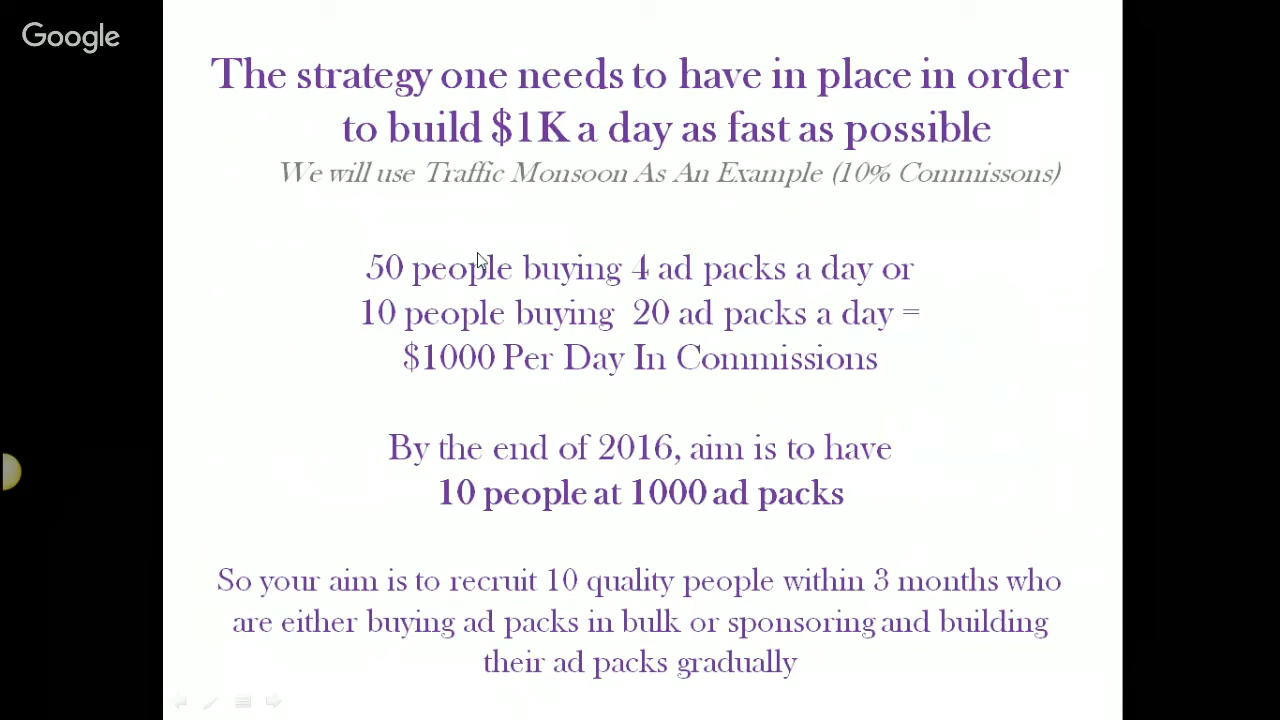 Google
The strategy one needs to have in place in order
to build $1K a day as fast as possible
We will use Traffic Monsoon As An Example (10% Commissons)
50 people buying 4 ad packs a day or
10 people buying 20 ad packs a day =
$1000 Per Day In Commissions
By the end of 2016, aim is to have
10 people at 1000 ad packs
So your aim is to recruit 10 quality people within 3 months who
are either buying ad packs in bulk or sponsoring and building
their ad packs gradually